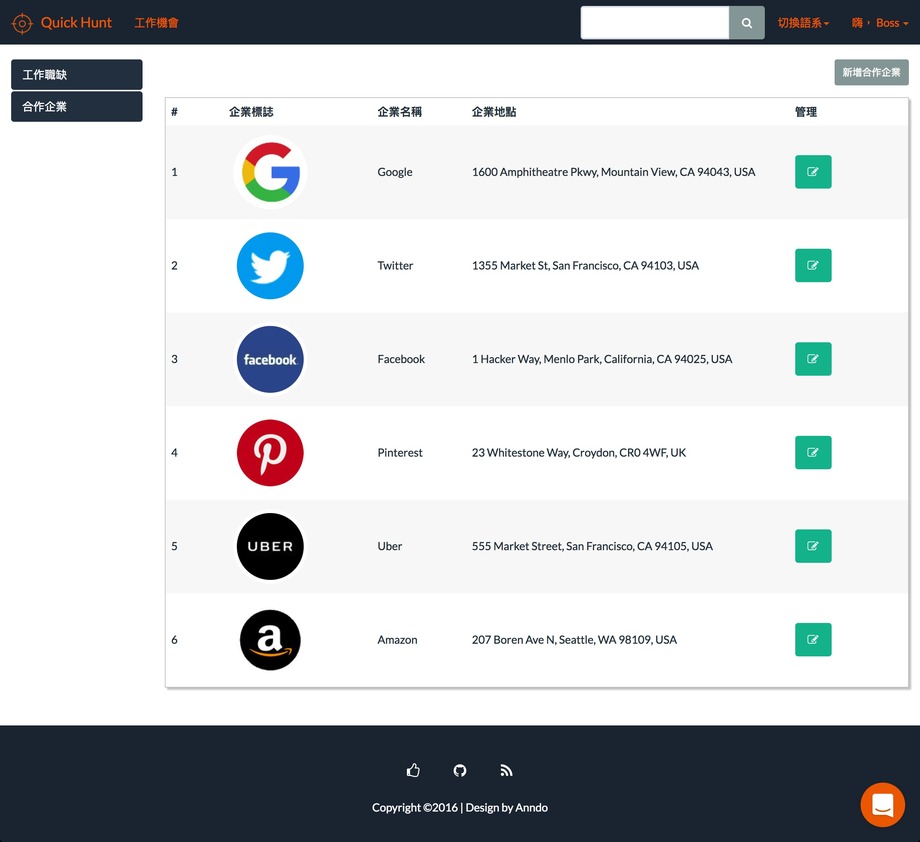 Quick Hunt 工作機會 切換語系 嗨， Boss
工作職缺
合作企業
新增合作企業
# 企業標誌 企業名稱 企業地點 管理
1 Google 1600 Amphitheatre Pkwy, Mountain View, CA 94043, USA
2 Twitter 1355 Market St, San Francisco, CA 94103, USA
3 facebook Facebook 1 Hacker Way, Menlo Park, California, CA 94025, USA
4 Pinterest 23 Whitestone Way, Croydon, CR0 4WF, UK
5 UBER Uber 555 Market Street, San Francisco, CA 94105, USA
6 a Amazon 207 Boren Ave N, Seattle, WA 98109, USA
Copyright ©2016 | Design by Anndo